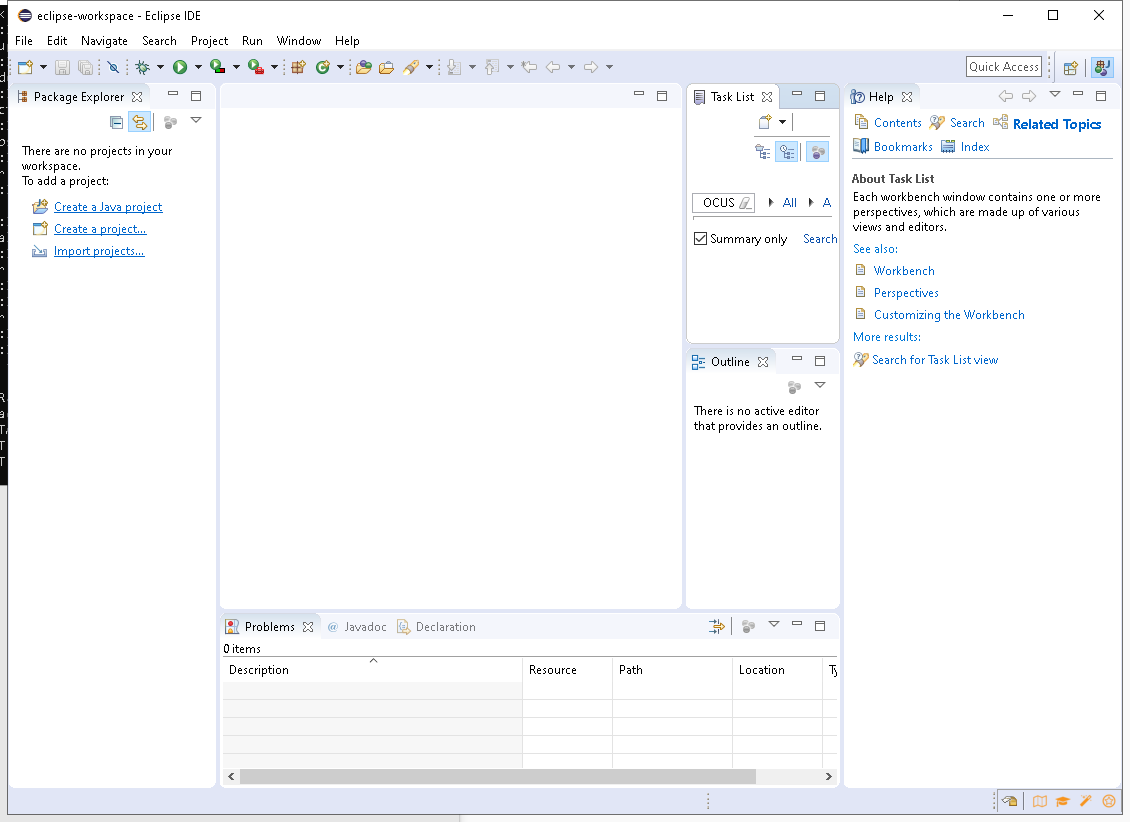 eclipse-workspace - Eclipse IDE
File Edit Navigate Search Project Run Window Help
Quick Access
Package Explorer
There are no projects in your
workspace.
To add a project:
Create a Java project
Create a project...
Import projects...
Task List
OCUS All A
Summary only Search
Outline
There is no active editor
that provides an outline.
Help
Contents Search Related Topics
Bookmarks Index
About Task List
Each workbench window contains one or more
perspectives, which are made up of various
views and editors.
See also:
Workbench
Perspectives
Customizing the Workbench
More results:
Search for Task List view
Problems @ Javadoc Declaration
0 items
Description Resource Path Location Ty